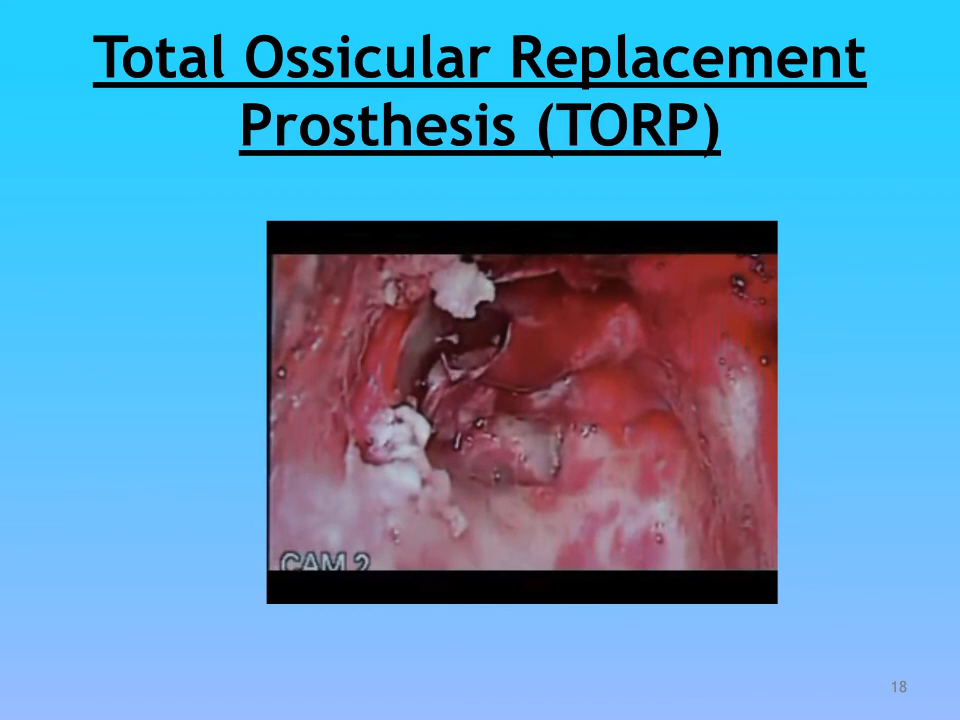 Total Ossicular Replacement
Prosthesis (TORP)
CAM 2
18